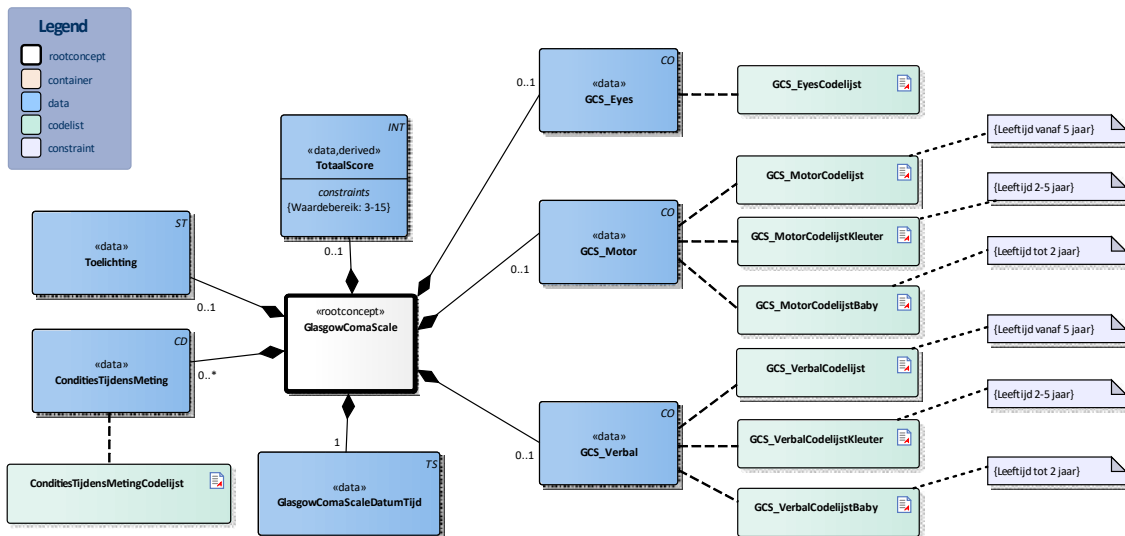 Legend
rootconcept
container
data
codelist
constraint
INT
«data,derived»
TotaalScore
constraints
{Waardebereik: 3-15}
0..1
ST
«data»
Toelichting
0..1
CD
«data»
ConditiesTijdensMeting
0..*
ConditiesTijdensMetingCodelijst
«rootconcept»
GlasgowComaScale
1
TS
«data»
GlasgowComaScaleDatumTijd
CO
«data»
GCS_Eyes
0..1
GCS_EyesCodelijst
CO
«data»
GCS_Motor
0..1
GCS_MotorCodelijst
{Leeftijd vanaf 5 jaar}
GCS_MotorCodelijstKleuter
{Leeftijd 2-5 jaar}
GCS_MotorCodelijstBaby
{Leeftijd tot 2 jaar}
CO
«data»
GCS_Verbal
0..1
GCS_VerbalCodelijst
{Leeftijd vanaf 5 jaar}
GCS_VerbalCodelijstKleuter
{Leeftijd 2-5 jaar}
GCS_VerbalCodelijstBaby
{Leeftijd tot 2 jaar}